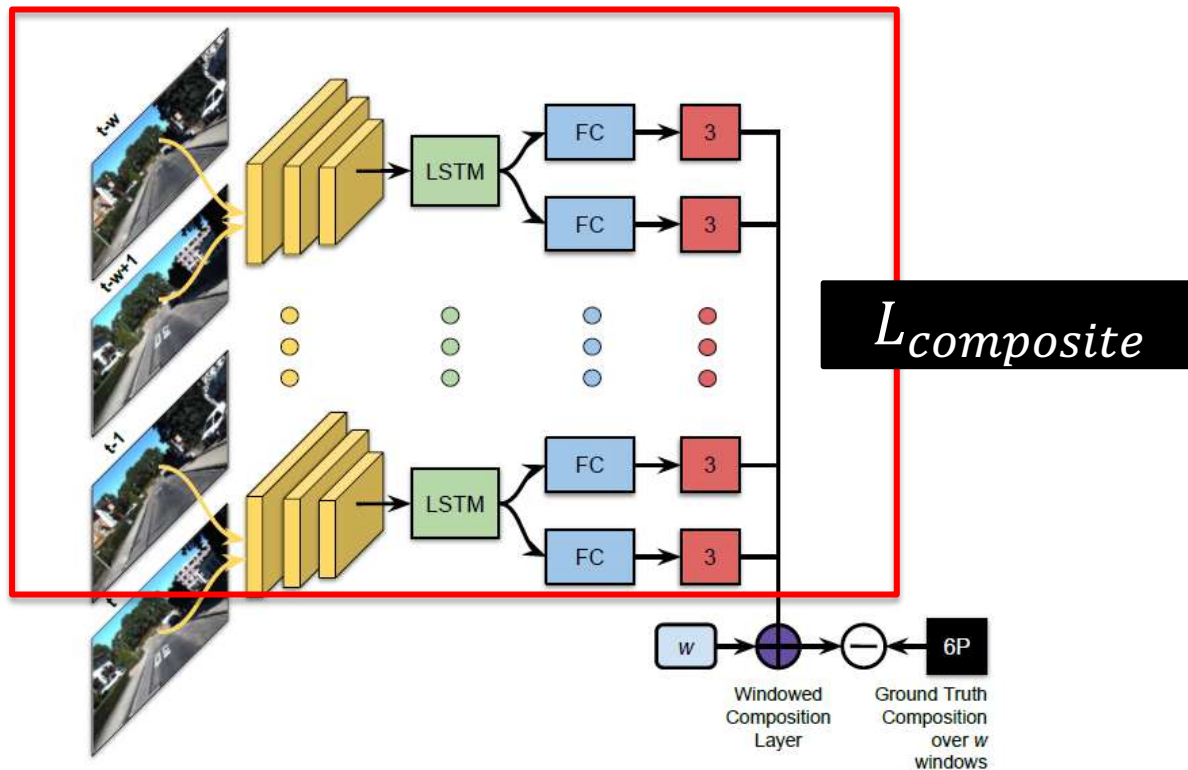 t-w
FC
3
LSTM
FC
3
t-w+1
L_{composite}
t-1
FC
3
LSTM
FC
3
t
w
6P
Windowed
Composition
Layer
Ground Truth
Composition
over w
windows